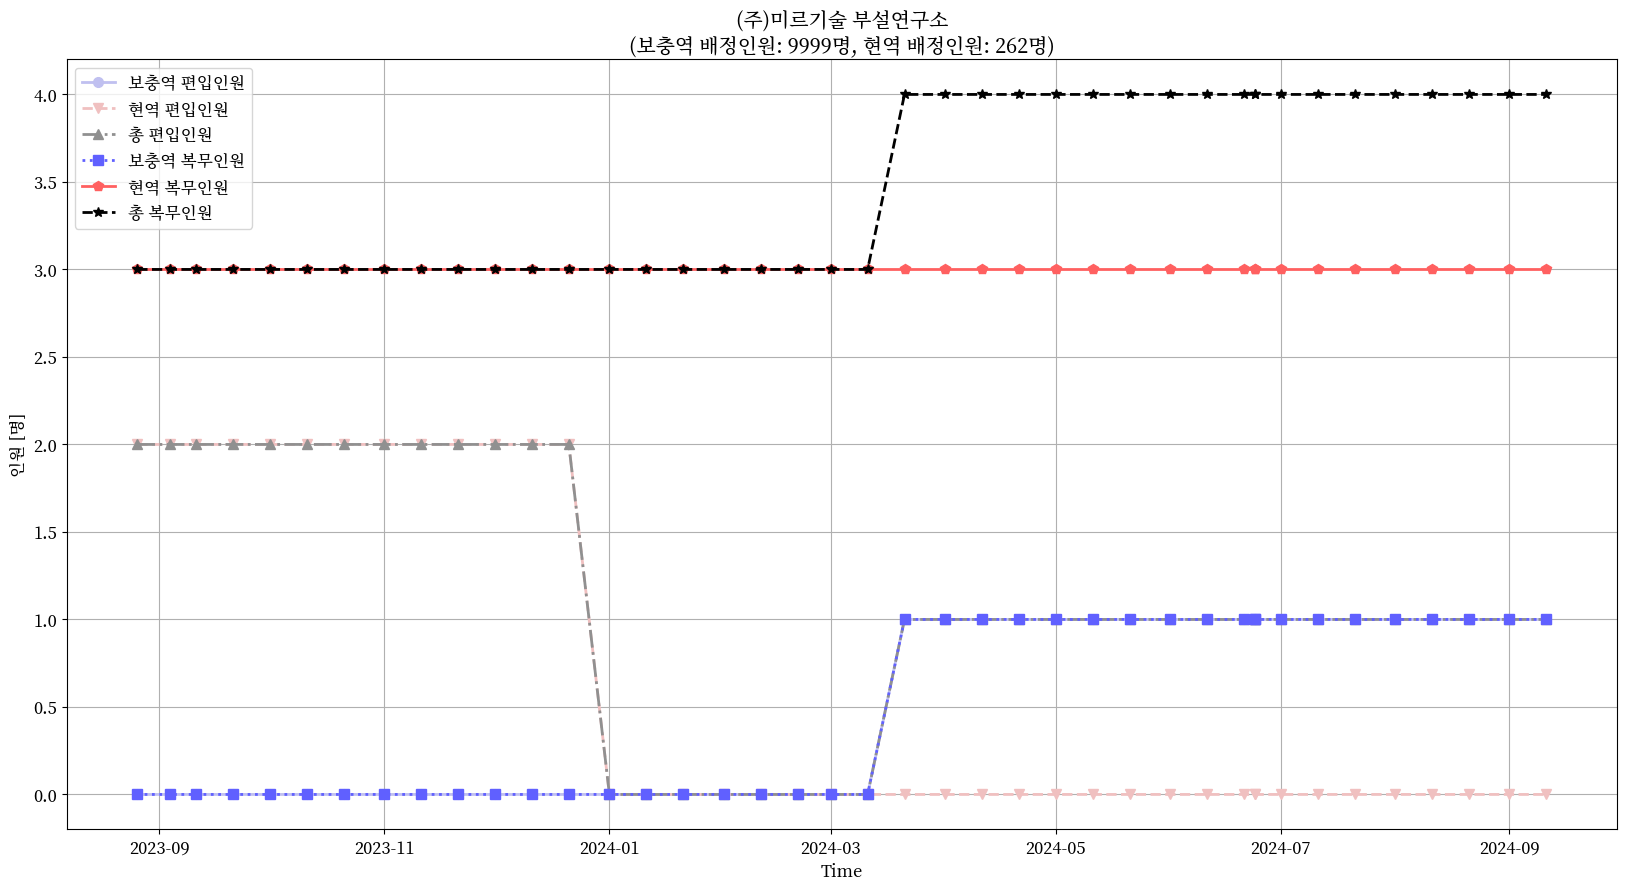 (주)미르기술 부설연구소
(보충역 배정인원: 9999명, 현역 배정인원: 262명)
보충역 편입인원
현역 편입인원
총 편입인원
보충역 복무인원
현역 복무인원
총 복무인원
4.0
3.5
3.0
2.5
2.0
1.5
1.0
0.5
0.0
인원 [명]
2023-09
2023-11
2024-01
2024-03
2024-05
2024-07
2024-09
Time